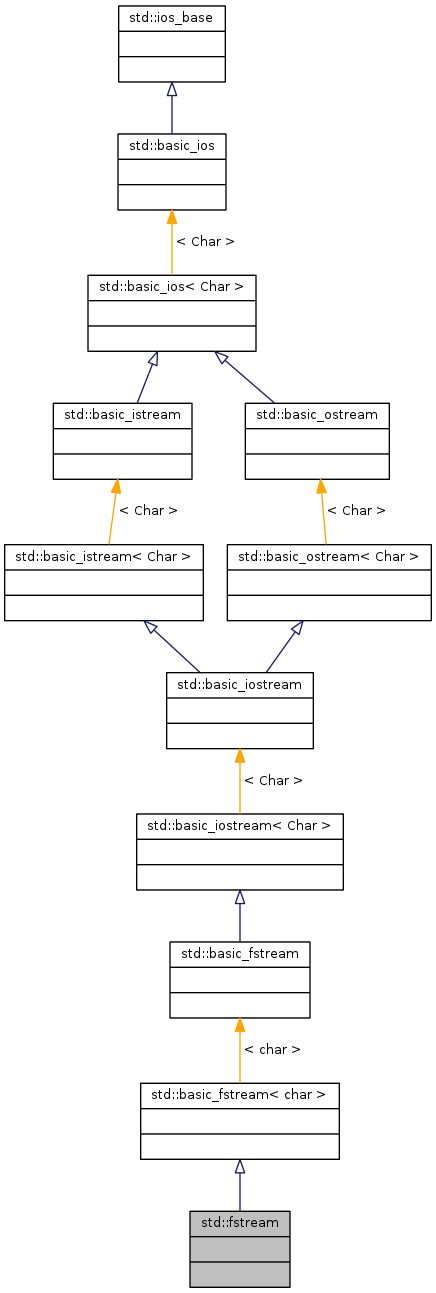 std::ios_base
std::basic_ios
< Char >
std::basic_ios< Char >
std::basic_istream
std::basic_ostream
< Char >
< Char >
std::basic_istream< Char >
std::basic_ostream< Char >
std::basic_iostream
< Char >
std::basic_iostream< Char >
std::basic_fstream
< char >
std::basic_fstream< char >
std::fstream